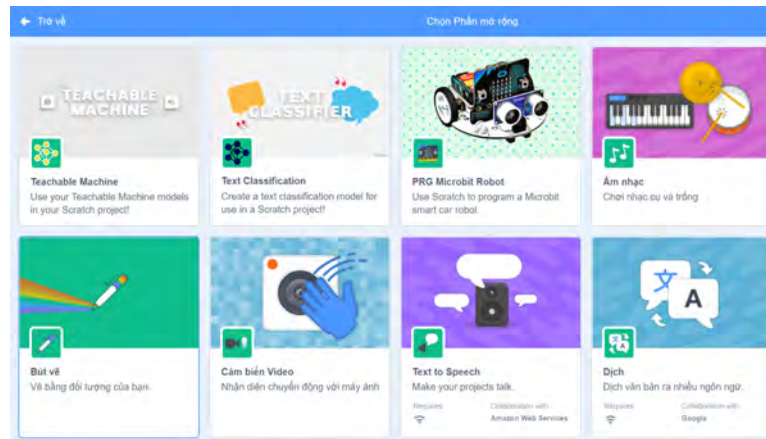 Trở về
Chọn Phần mở rộng
TEACHABLE
MACHINE
TEXT
CLASSIFIER
Teachable Machine
Use your Teachable Machine models
in your Scratch project!
Text Classification
Create a text classification model for
use in a Scratch project!
PRG Microbit Robot
Use Scratch to program a Microbit
smart car robot
Âm nhạc
Chơi nhạc cụ và trống
Bút vẽ
Vẽ bằng đối tượng của bạn.
Cảm biến Video
Nhận diện chuyển động với máy ảnh
文
A
Text to Speech
Make your projects talk.
Requires
Collaboration with
Amazon Web Services
Dịch
Dịch văn bản ra nhiều ngôn ngữ.
Requires
Collaboration with
Google